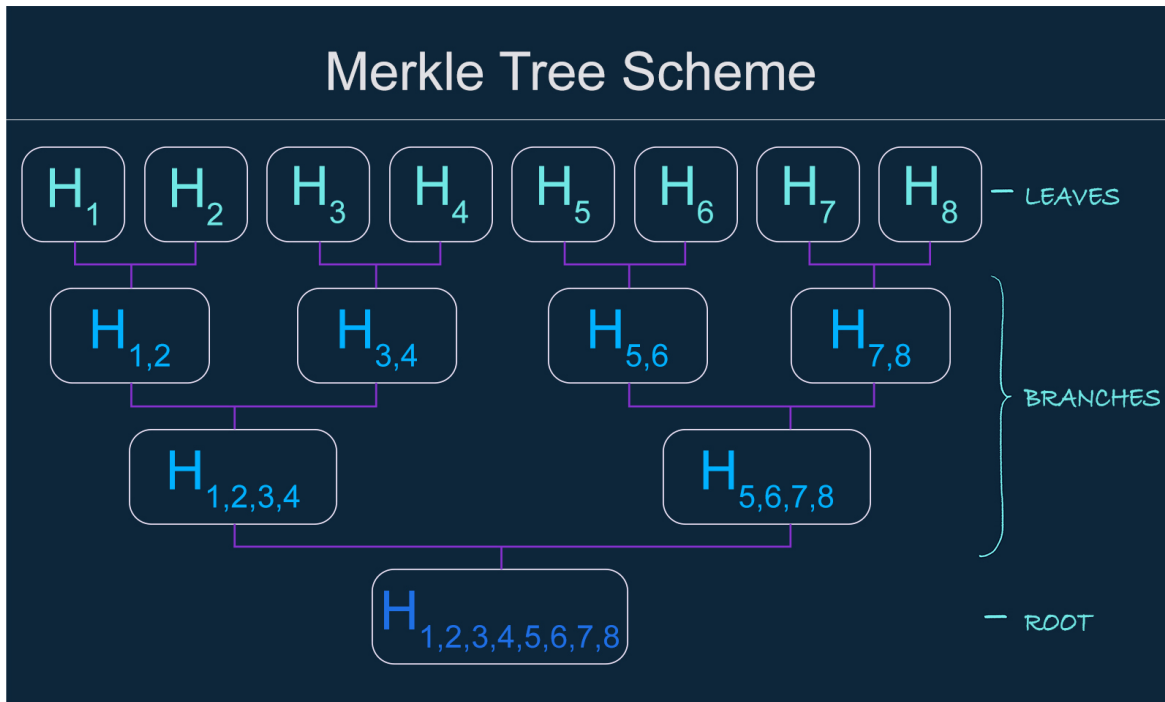 Merkle Tree Scheme
H₁ H₂ H₃ H₄ H₅ H₆ H₇ H₈ — LEAVES
H₁,₂ H₃,₄ H₅,₆ H₇,₈
BRANCHES
H₁,₂,₃,₄ H₅,₆,₇,₈
H₁,₂,₃,₄,₅,₆,₇,₈ — ROOT